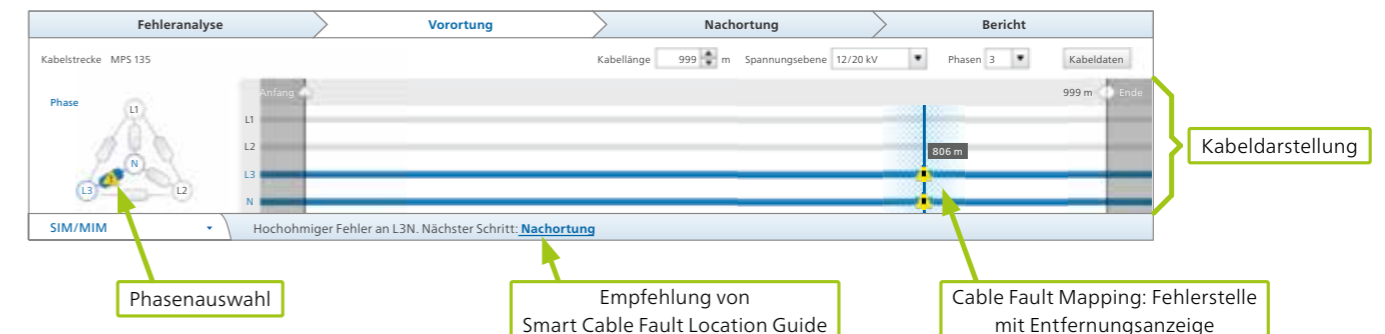 Fehleranalyse Vorortung Nachortung Bericht
Kabelstrecke MPS 135 Kabellänge 999 m Spannungsebene 12/20 kV Phasen 3 Kabeldaten
Anfang 999 m Ende
Phase
L1
N
L3 L2
L1
L2
806 m
L3
N
Kabeldarstellung
SIM/MIM Hochohmiger Fehler an L3N. Nächster Schritt: Nachortung
Phasenauswahl
Empfehlung von
Smart Cable Fault Location Guide
Cable Fault Mapping: Fehlerstelle
mit Entfernungsanzeige